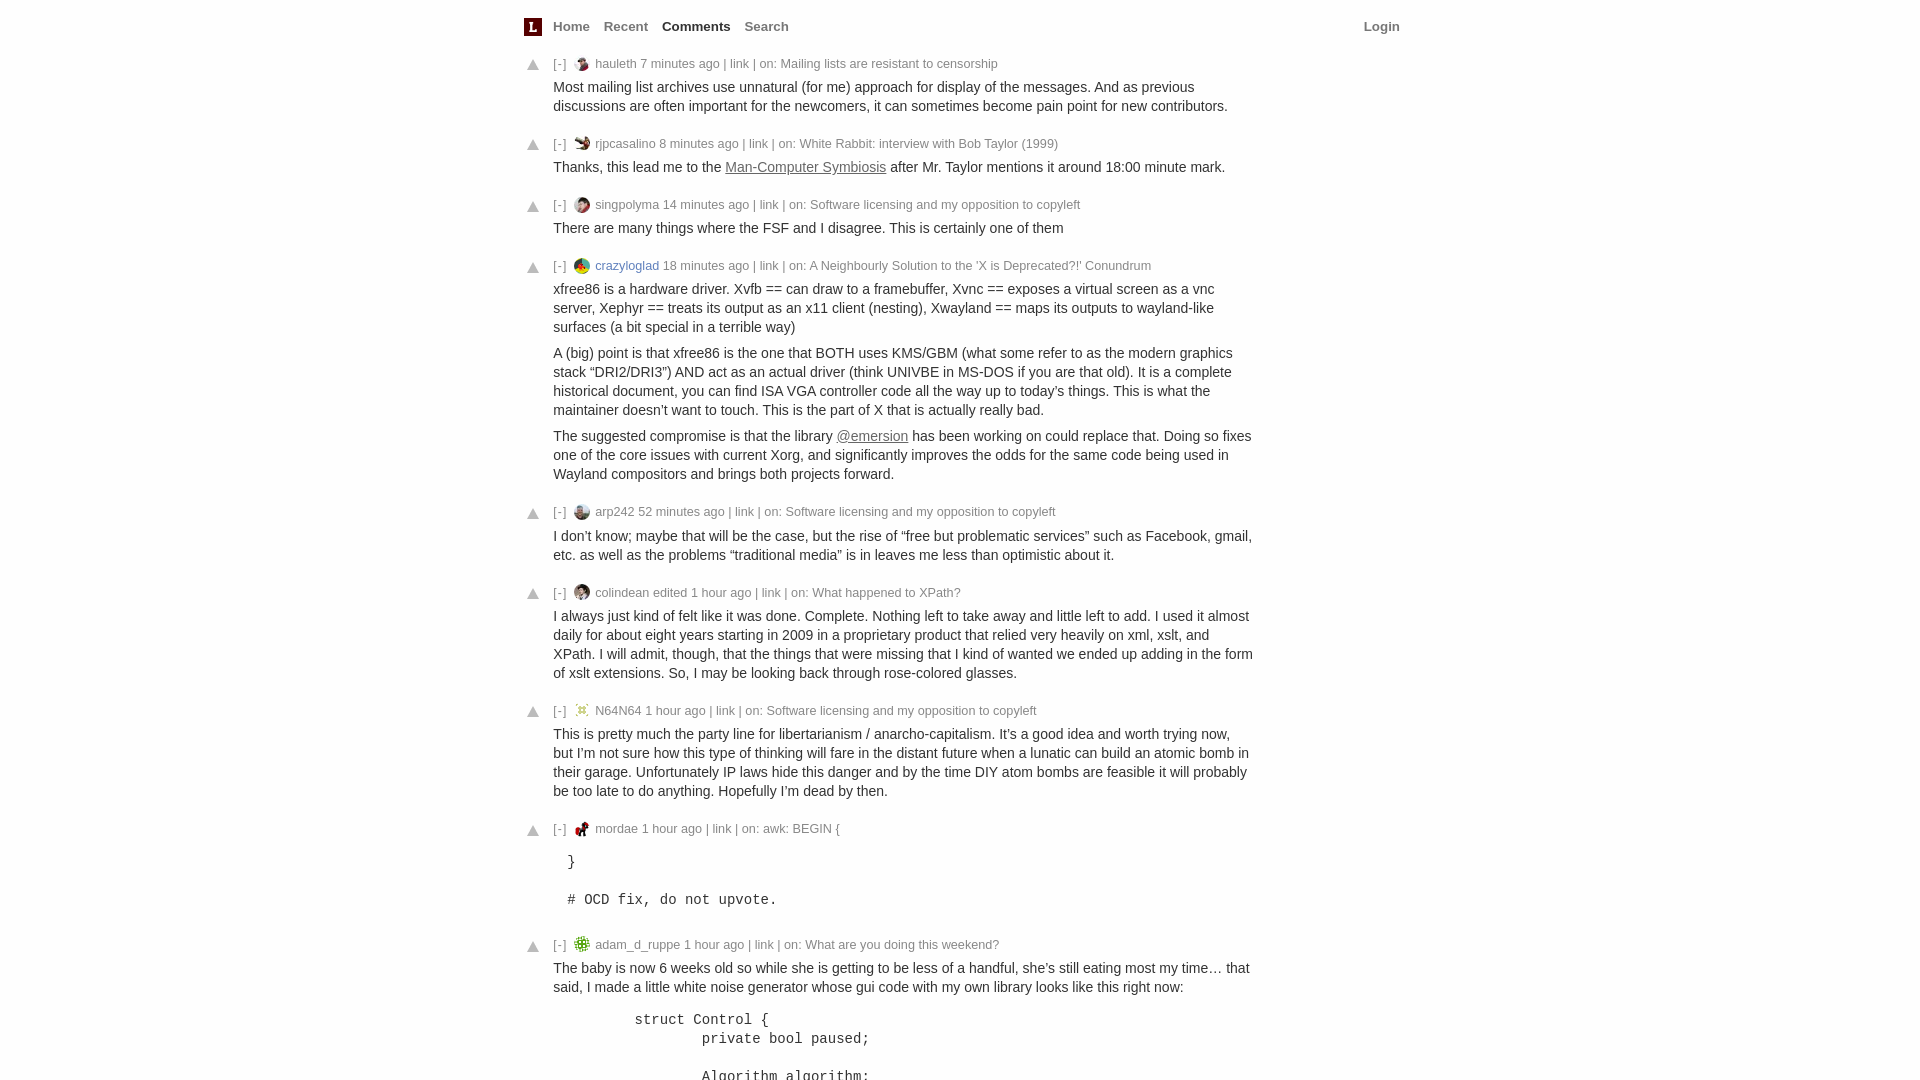 L Home Recent Comments Search Login
[-] hauleth 7 minutes ago | link | on: Mailing lists are resistant to censorship
Most mailing list archives use unnatural (for me) approach for display of the messages. And as previous
discussions are often important for the newcomers, it can sometimes become pain point for new contributors.
[-] rjpcasalino 8 minutes ago | link | on: White Rabbit: interview with Bob Taylor (1999)
Thanks, this lead me to the Man-Computer Symbiosis after Mr. Taylor mentions it around 18:00 minute mark.
[-] singpolyma 14 minutes ago | link | on: Software licensing and my opposition to copyleft
There are many things where the FSF and I disagree. This is certainly one of them
[-] crazyloglad 18 minutes ago | link | on: A Neighbourly Solution to the 'X is Deprecated?!' Conundrum
xfree86 is a hardware driver. Xvfb == can draw to a framebuffer, Xvnc == exposes a virtual screen as a vnc
server, Xephyr == treats its output as an x11 client (nesting), Xwayland == maps its outputs to wayland-like
surfaces (a bit special in a terrible way)
A (big) point is that xfree86 is the one that BOTH uses KMS/GBM (what some refer to as the modern graphics
stack “DRI2/DRI3”) AND act as an actual driver (think UNIVBE in MS-DOS if you are that old). It is a complete
historical document, you can find ISA VGA controller code all the way up to today’s things. This is what the
maintainer doesn’t want to touch. This is the part of X that is actually really bad.
The suggested compromise is that the library @emersion has been working on could replace that. Doing so fixes
one of the core issues with current Xorg, and significantly improves the odds for the same code being used in
Wayland compositors and brings both projects forward.
[-] arp242 52 minutes ago | link | on: Software licensing and my opposition to copyleft
I don’t know; maybe that will be the case, but the rise of “free but problematic services” such as Facebook, gmail,
etc. as well as the problems “traditional media” is in leaves me less than optimistic about it.
[-] colindean edited 1 hour ago | link | on: What happened to XPath?
I always just kind of felt like it was done. Complete. Nothing left to take away and little left to add. I used it almost
daily for about eight years starting in 2009 in a proprietary product that relied very heavily on xml, xslt, and
XPath. I will admit, though, that the things that were missing that I kind of wanted we ended up adding in the form
of xslt extensions. So, I may be looking back through rose-colored glasses.
[-] N64N64 1 hour ago | link | on: Software licensing and my opposition to copyleft
This is pretty much the party line for libertarianism / anarcho-capitalism. It’s a good idea and worth trying now,
but I’m not sure how this type of thinking will fare in the distant future when a lunatic can build an atomic bomb in
their garage. Unfortunately IP laws hide this danger and by the time DIY atom bombs are feasible it will probably
be too late to do anything. Hopefully I’m dead by then.
[-] mordae 1 hour ago | link | on: awk: BEGIN {
}
# OCD fix, do not upvote.
[-] adam_d_ruppe 1 hour ago | link | on: What are you doing this weekend?
The baby is now 6 weeks old so while she is getting to be less of a handful, she’s still eating most my time… that
said, I made a little white noise generator whose gui code with my own library looks like this right now:
struct Control {
private bool paused;
Algorithm algorithm;